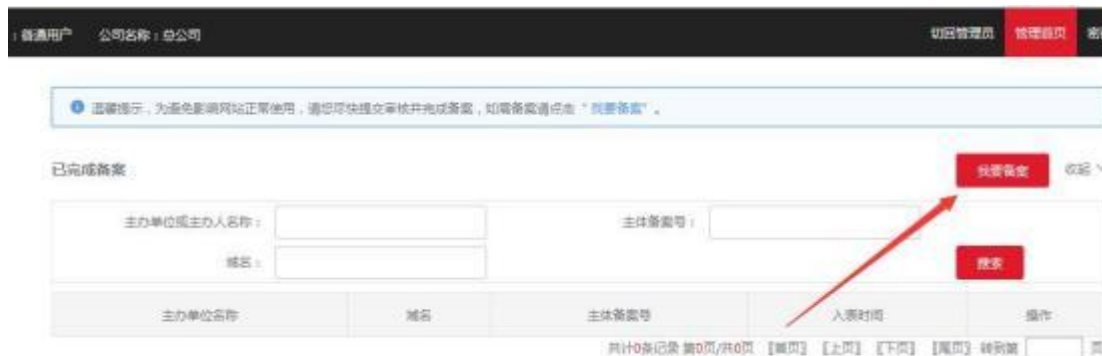 ：普通用户 公司名称：总公司 切回管理员 管理首页
温馨提示，为避免影响网站正常使用，请您尽快提交审核并完成备案，如需备案请点击 " 我要备案" 。
已完成备案 我要备案 收起
主办单位或主办人名称： 主体备案号：
域名： 搜索
主办单位名称 域名 主体备案号 入表时间 操作
共计0条记录 第0页/共0页 【首页】 【上页】 【下页】 【尾页】 转到第 页